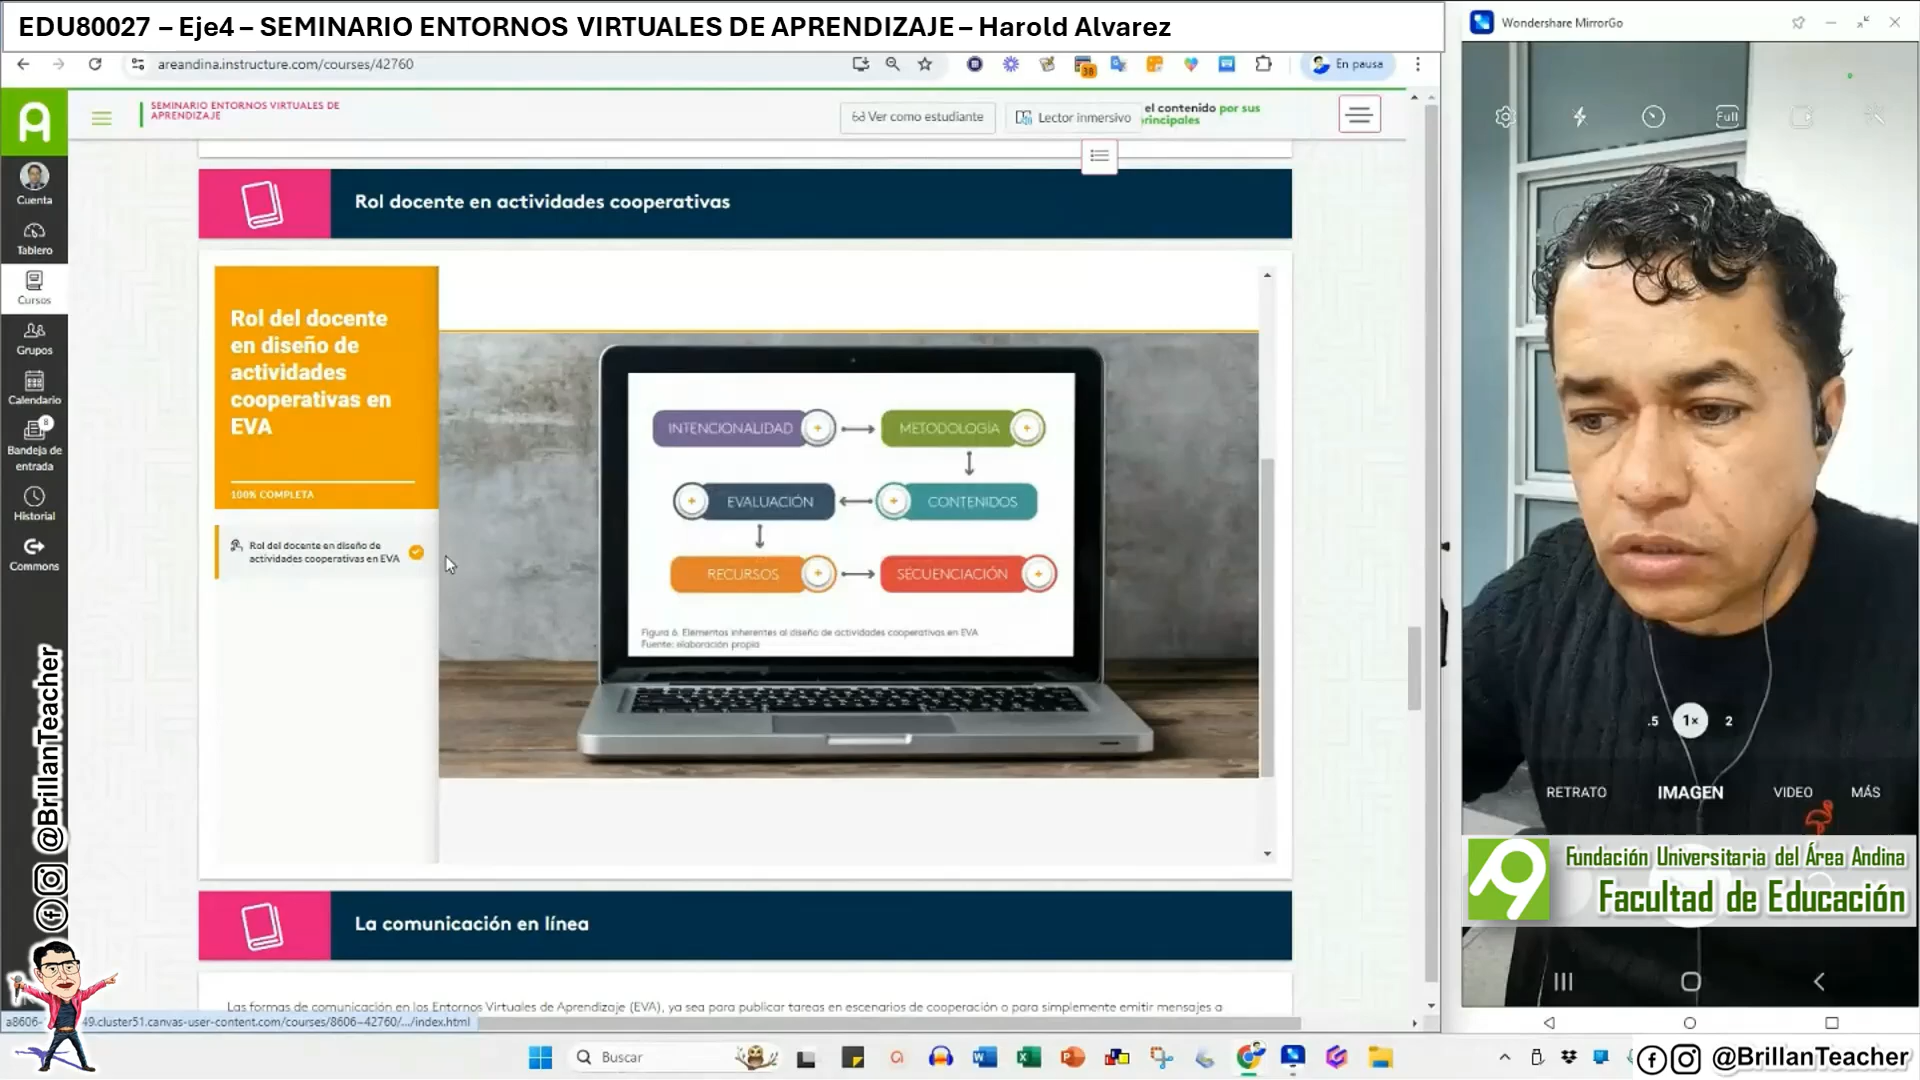 EDU80027 – Eje4 – SEMINARIO ENTORNOS VIRTUALES DE APRENDIZAJE – Harold Alvarez
Wondershare MirrorGo
areandina.instructure.com/courses/42760
38
En pausa
SEMINARIO ENTORNOS VIRTUALES DE
APRENDIZAJE
Ver como estudiante
Lector inmersivo
el contenido por sus
principales
Full
Cuenta
Tablero
Cursos
Grupos
Calendario
8
Bandeja de
entrada
Historial
Commons
Rol docente en actividades cooperativas
Rol del docente
en diseño de
actividades
cooperativas en
EVA
100% COMPLETA
Rol del docente en diseño de
actividades cooperativas en EVA
INTENCIONALIDAD
METODOLOGÍA
EVALUACIÓN
CONTENIDOS
RECURSOS
SECUENCIACIÓN
Figura 6. Elementos inherentes al diseño de actividades cooperativas en EVA
Fuente: elaboración propia
La comunicación en línea
Las formas de comunicación en los Entornos Virtuales de Aprendizaje (EVA), ya sea para publicar tareas en escenarios de cooperación o para simplemente emitir mensajes a
a8606- 49.cluster51.canvas-user-content.com/courses/8606~42760/.../index.html
@BrillanTeacher
.5 1× 2
RETRATO IMAGEN VIDEO MÁS
Fundación Universitaria del Área Andina
Facultad de Educación
Buscar
@BrillanTeacher